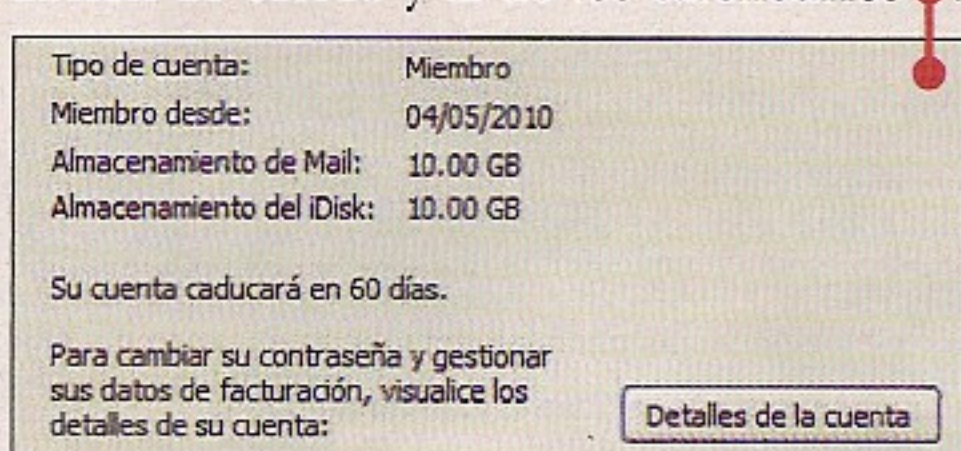 Tipo de cuenta: Miembro
Miembro desde: 04/05/2010
Almacenamiento de Mail: 10.00 GB
Almacenamiento del iDisk: 10.00 GB
Su cuenta caducará en 60 días.
Para cambiar su contraseña y gestionar
sus datos de facturación, visualice los
detalles de su cuenta:
Detalles de la cuenta